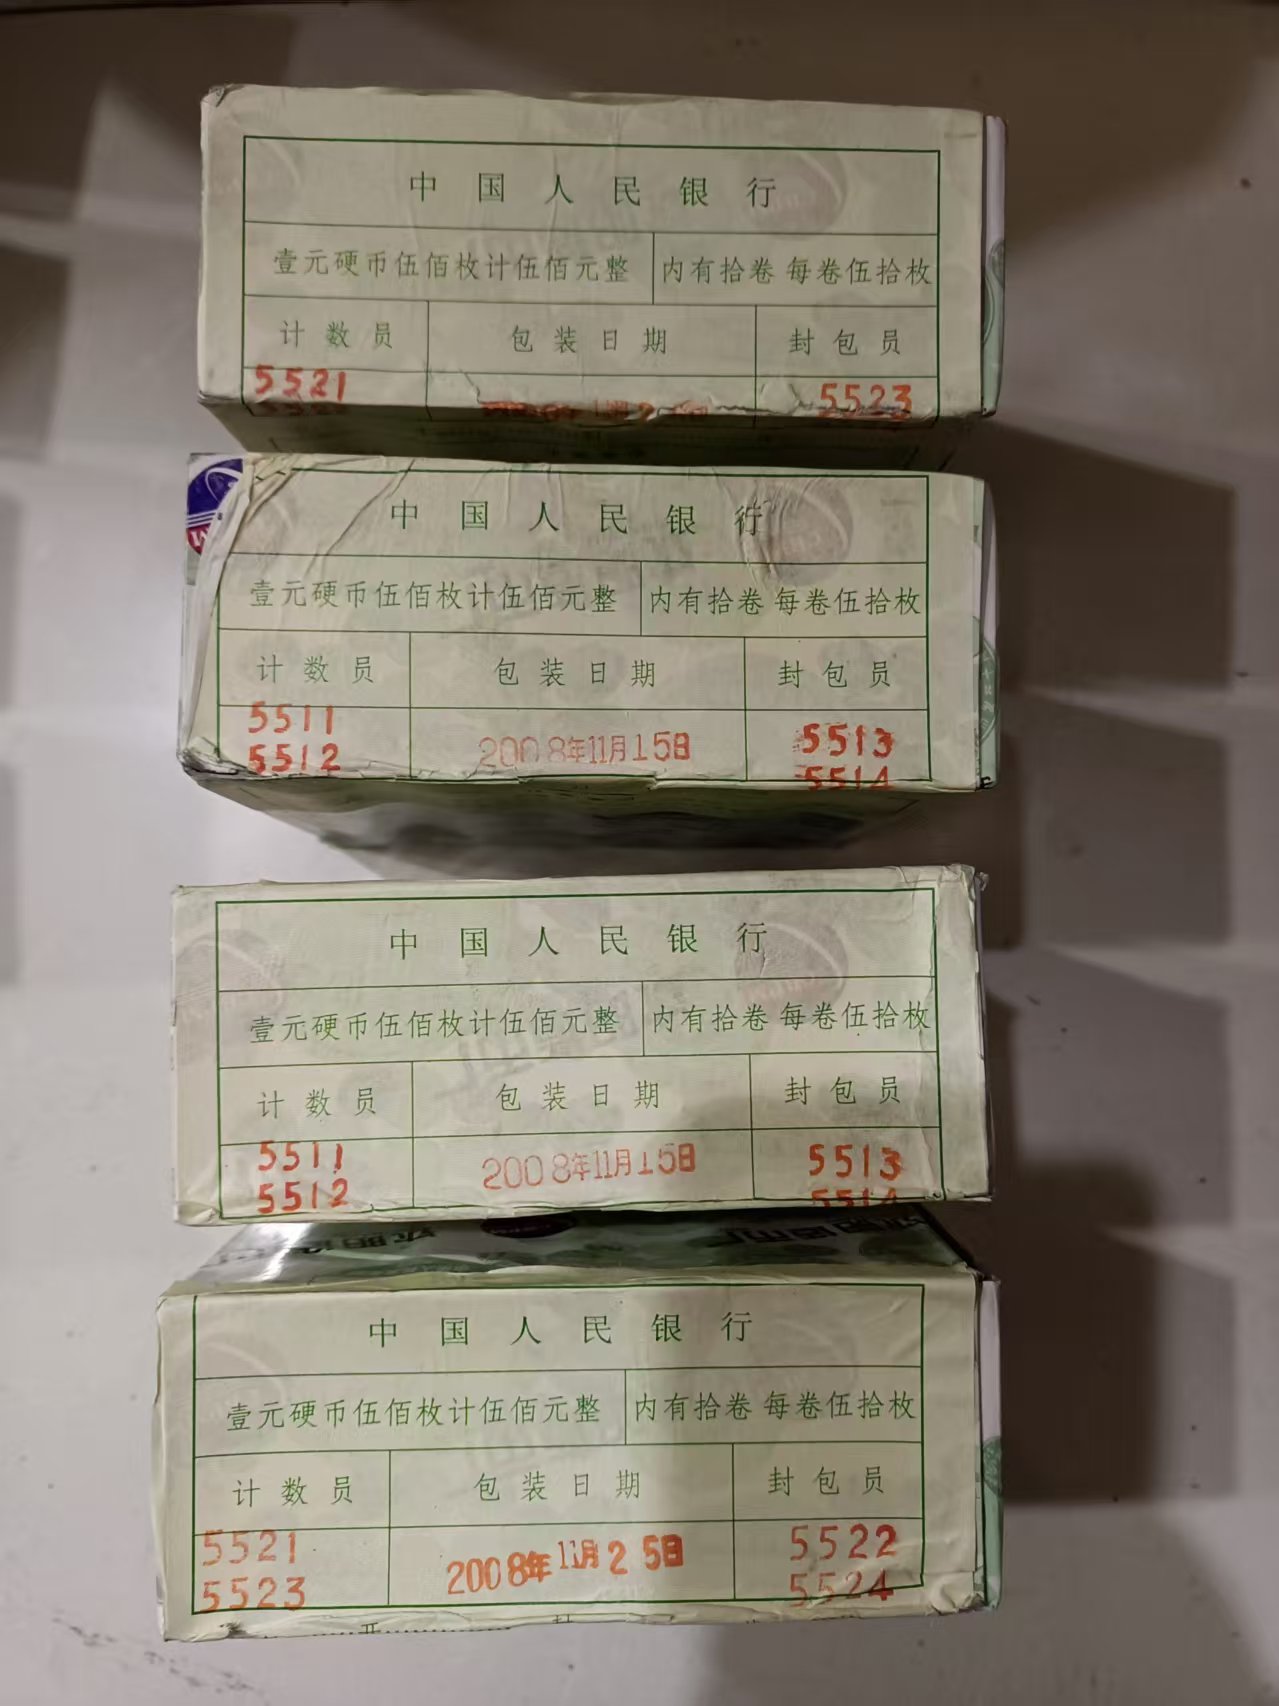 中国人民银行
壹元硬币伍佰枚计伍佰元整 内有拾卷 每卷伍拾枚
计数员 包装日期 封包员
5521 5523
中国人民银行
壹元硬币伍佰枚计伍佰元整 内有拾卷 每卷伍拾枚
计数员 包装日期 封包员
5511 2008年11月15日 5513
5512 5514
中国人民银行
壹元硬币伍佰枚计伍佰元整 内有拾卷 每卷伍拾枚
计数员 包装日期 封包员
5511 2008年11月15日 5513
5512 5514
中国人民银行
壹元硬币伍佰枚计伍佰元整 内有拾卷 每卷伍拾枚
计数员 包装日期 封包员
5521 2008年11月25日 5522
5523 5524